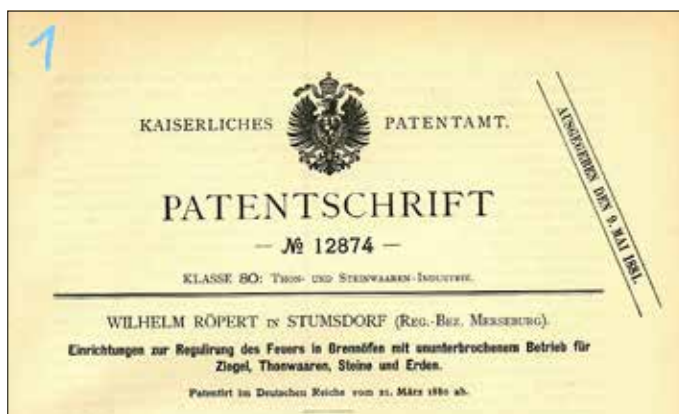 1
KAISERLICHES PATENTAMT.
AUSGEGEBEN DEN 9. MAI 1881.
PATENTSCHRIFT
— № 12874 —
KLASSE 80: THON- UND STEINWAAREN-INDUSTRIE.
WILHELM RÖPERT IN STUMSDORF (REG.-BEZ. MERSEBURG).
Einrichtungen zur Regulirung des Feuers in Brennöfen mit ununterbrochenem Betrieb für
Ziegel, Thonwaaren, Steine und Erden.
Patentirt im Deutschen Reiche vom 21. März 1880 ab.